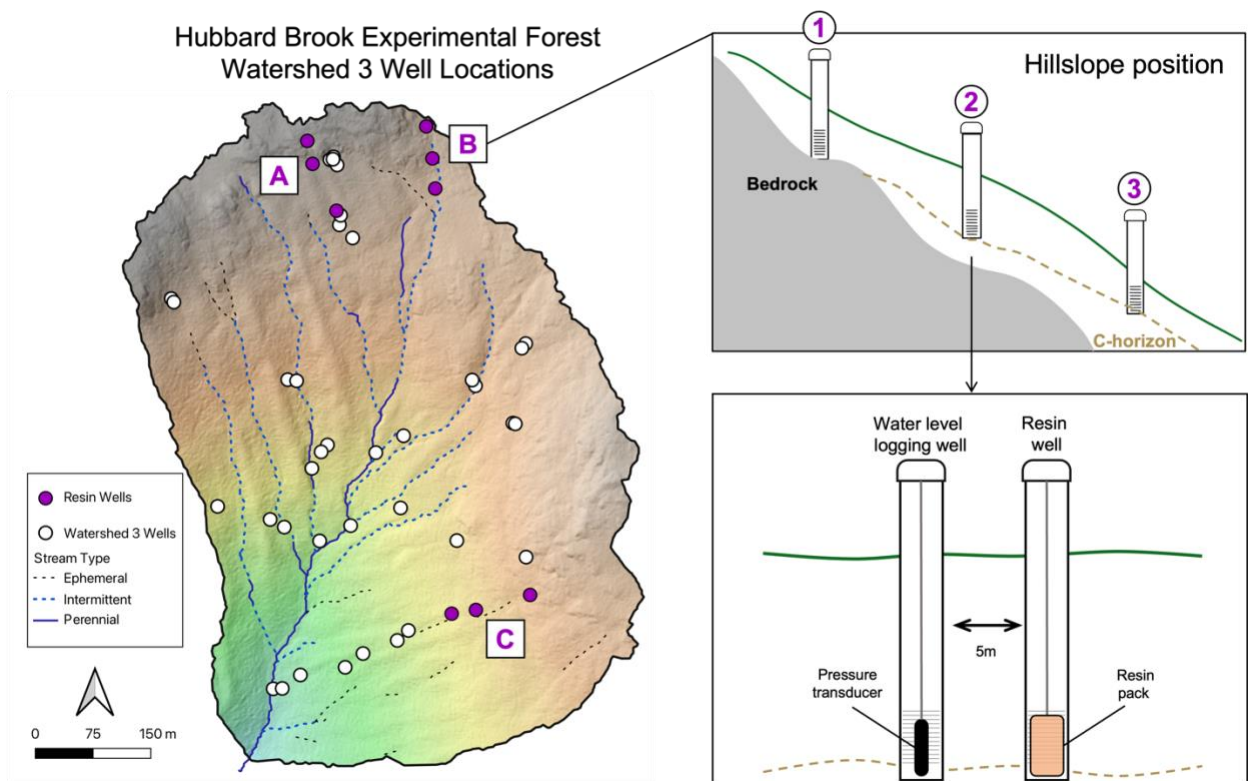 Hubbard Brook Experimental Forest
Watershed 3 Well Locations
A
B
C
Resin Wells
Watershed 3 Wells
Stream Type
Ephemeral
Intermittent
Perennial
0 75 150 m
1
Hillslope position
2
3
Bedrock
C-horizon
Water level
logging well
Resin
well
5m
Pressure
transducer
Resin
pack